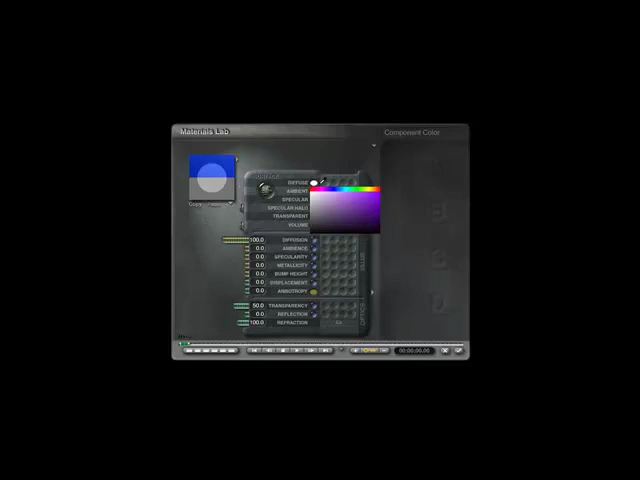 Materials Lab
Component Color
DIFFUSE
AMBIENT
SPECULAR
Copy
SPECULAR HALO
TRANSPARENT
VOLUME
100.0 DIFFUSION
0.0 AMBIENCE
0.0 SPECULARITY
0.0 METALLICITY
0.0 BUMP HEIGHT
0.0 DISPLACEMENT
0.0 ANISOTROPY
50.0 TRANSPARENCY
0.0 REFLECTION
100.0 REFRACTION
00:00:00.00